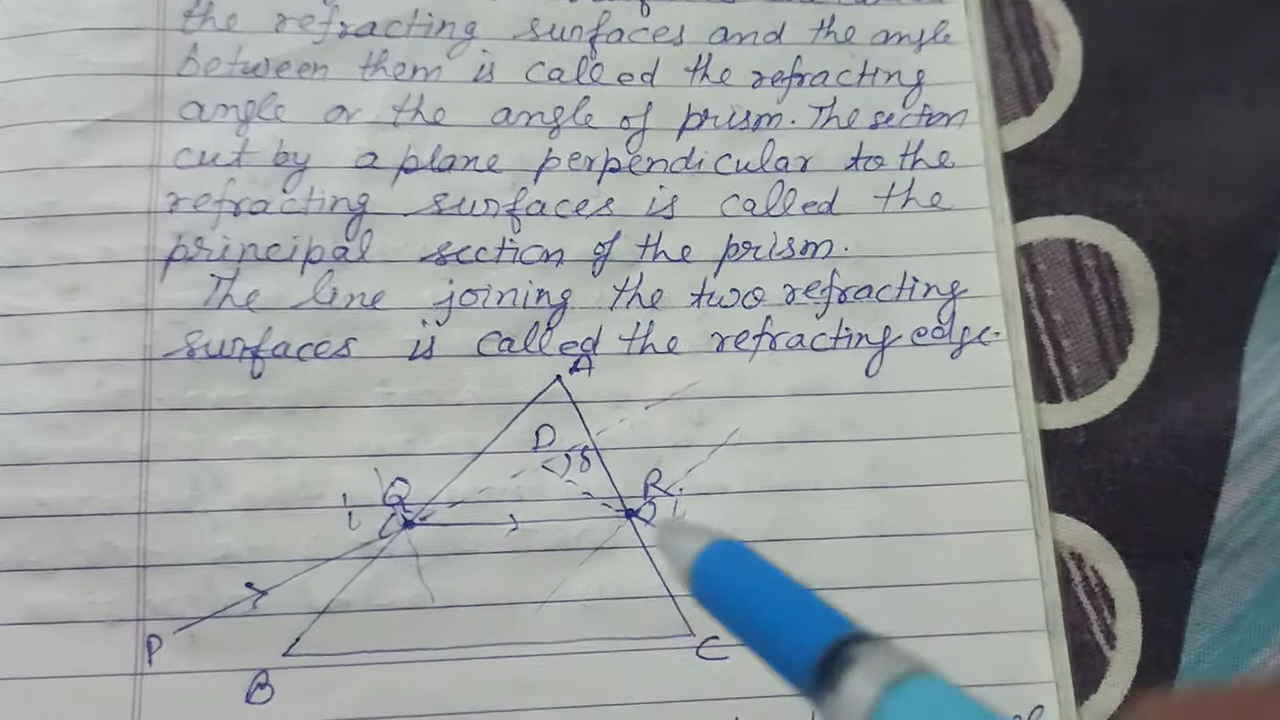 the refracting surfaces and the angle
between them is called the refracting
angle or the angle of prism. The section
cut by a plane perpendicular to the
refracting surfaces is called the
principal section of the prism.
The line joining the two refracting
surfaces is called the refracting edge.
A
D
δ
Q
R
i
i
P
B
C